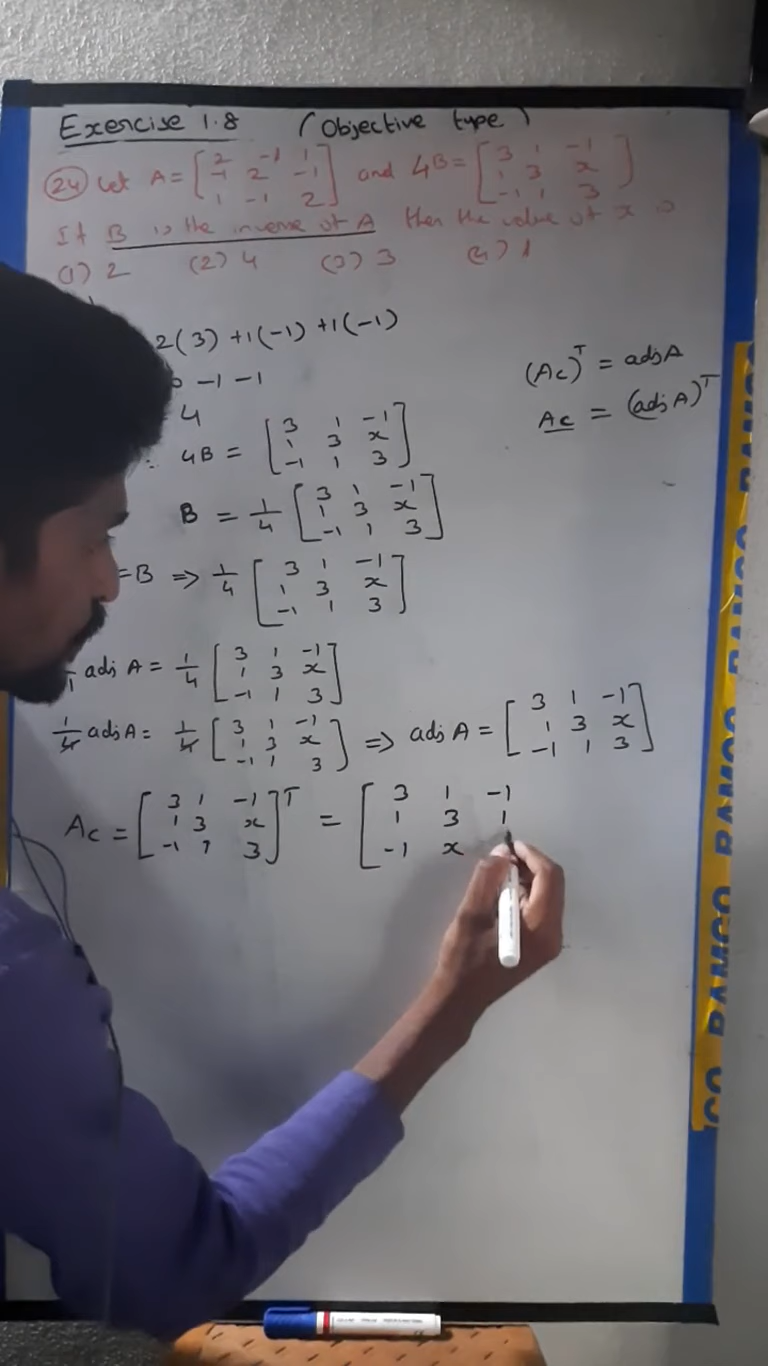 Exercise 1.8 (Objective type)
(24) Let A = [2 -1 1; -1 2 -1; 1 -1 2] and 4B = [3 1 -1; 1 3 x; -1 1 3]
If B is the inverse of A then the value of x is
(1) 2 (2) 4 (3) 3 (4) 1
2(3) +1(-1) +1(-1)
-1 -1
4
(Ac)^T = adj A
Ac = (adj A)^T
∴ 4B = [3 1 -1; 1 3 x; -1 1 3]
B = 1/4 [3 1 -1; 1 3 x; -1 1 3]
=B => 1/4 [3 1 -1; 1 3 x; -1 1 3]
adj A = 1/4 [3 1 -1; 1 3 x; -1 1 3]
1/4 adj A = 1/4 [3 1 -1; 1 3 x; -1 1 3] => adj A = [3 1 -1; 1 3 x; -1 1 3]
Ac = [3 1 -1; 1 3 x; -1 1 3]^T = [3 1 -1; 1 3 1; -1 x
RAMCO RAMCO RAMCO